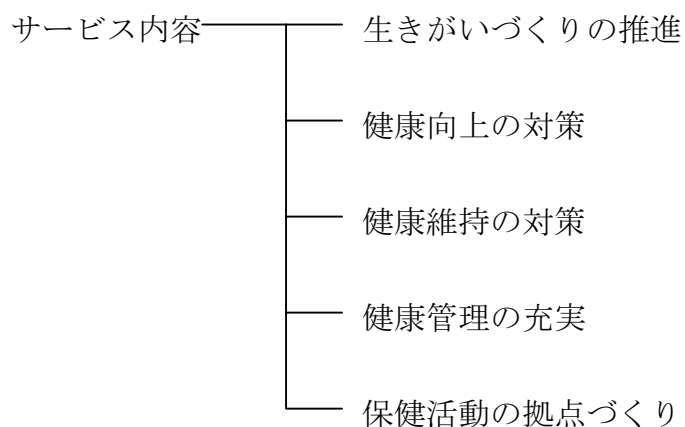 サービス内容
生きがいづくりの推進
健康向上の対策
健康維持の対策
健康管理の充実
保健活動の拠点づくり